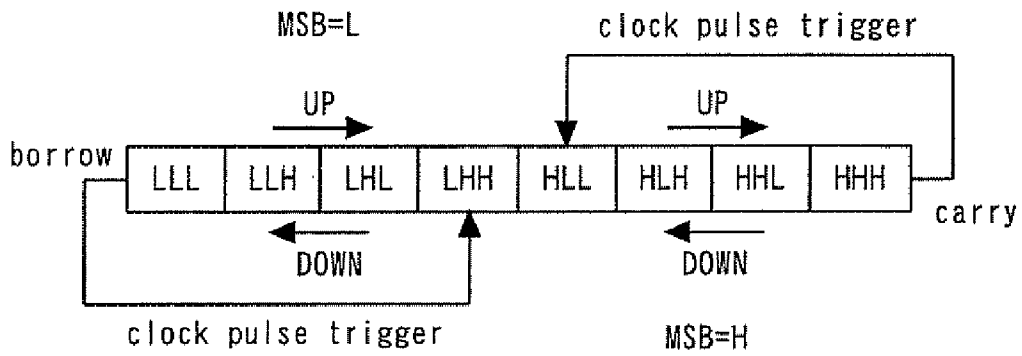 MSB=L
clock pulse trigger
UP
UP
borrow
LLL LLH LHL LHH HLL HLH HHL HHH
carry
DOWN
DOWN
clock pulse trigger
MSB=H